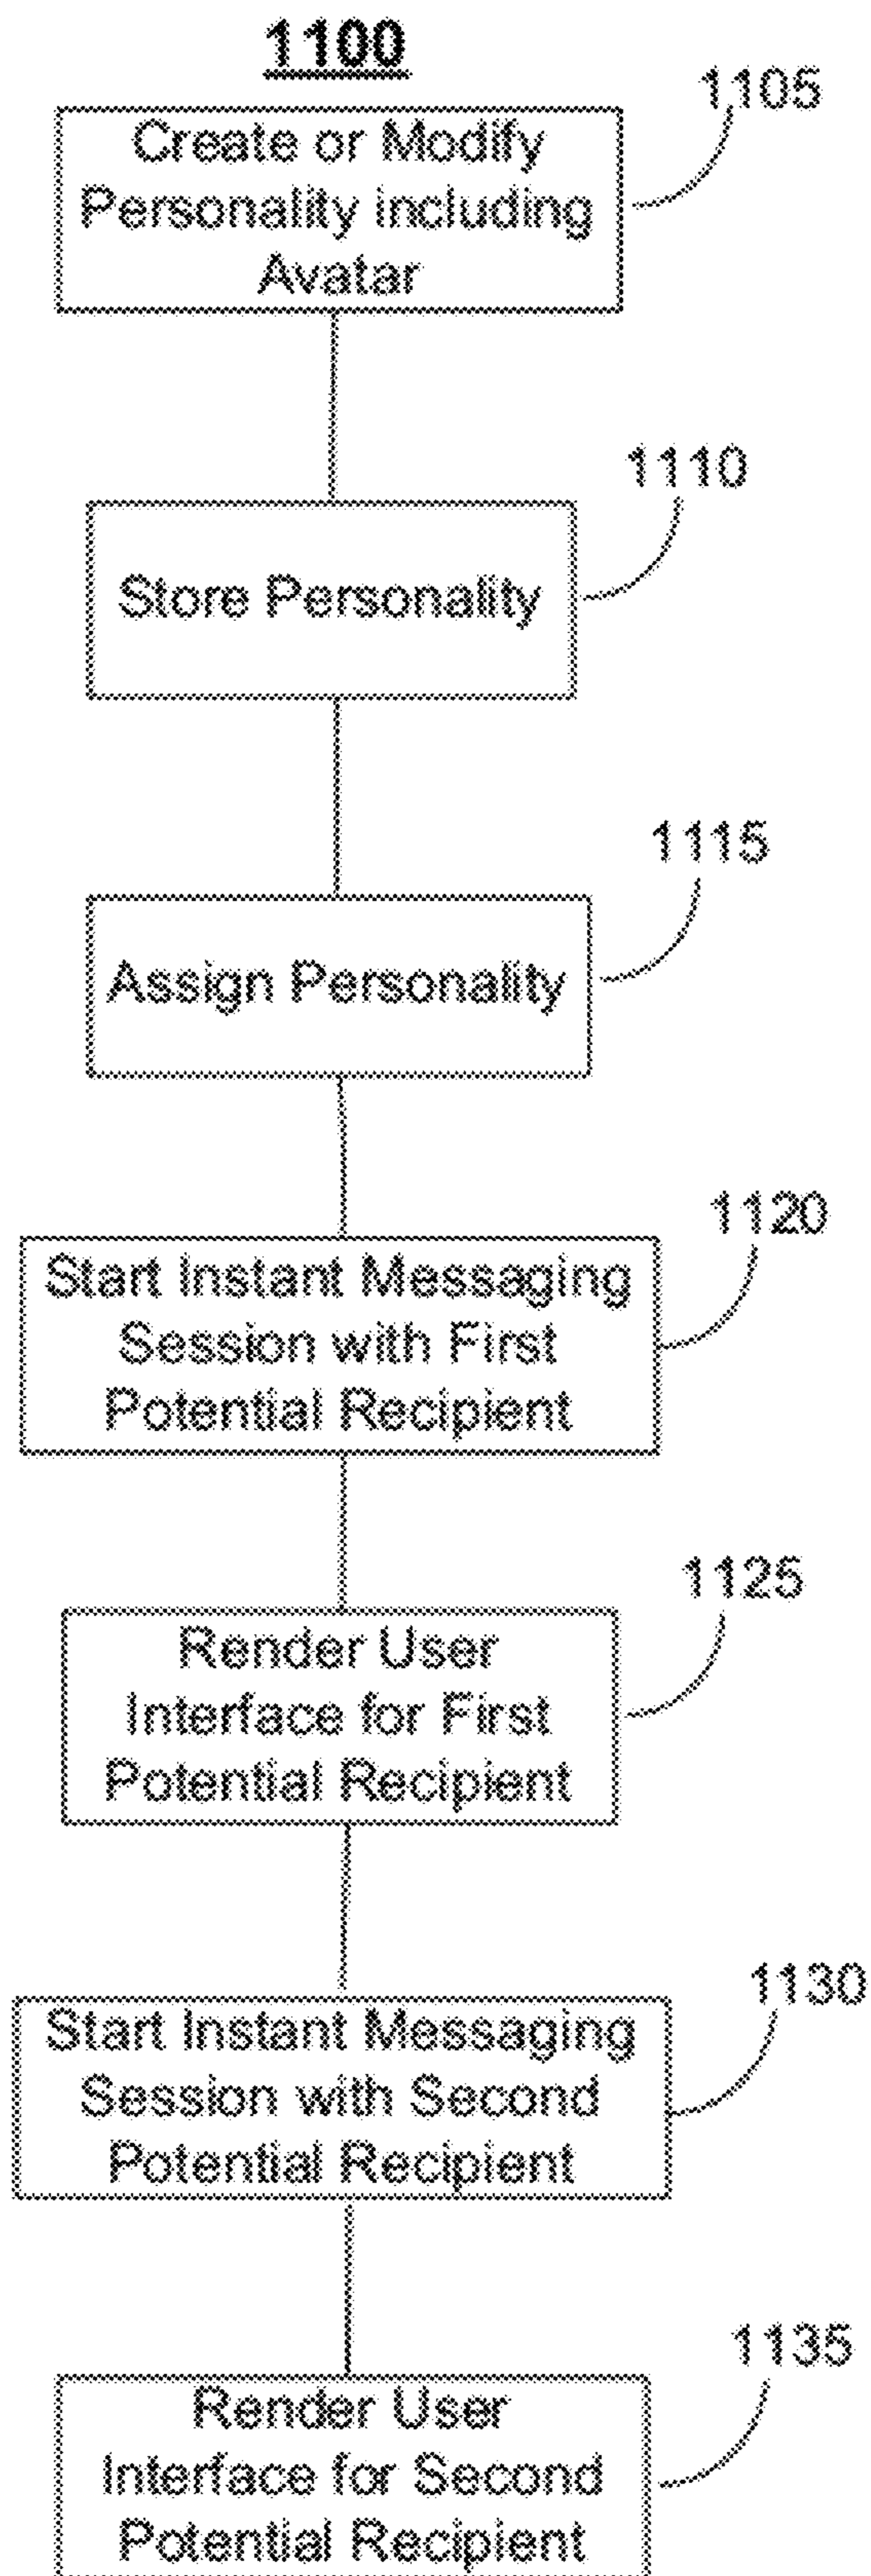 1100
1105
Create or Modify
Personality including
Avatar
1110
Store Personality
1115
Assign Personality
1120
Start Instant Messaging
Session with First
Potential Recipient
1125
Render User
Interface for First
Potential Recipient
1130
Start Instant Messaging
Session with Second
Potential Recipient
1135
Render User
Interface for Second
Potential Recipient